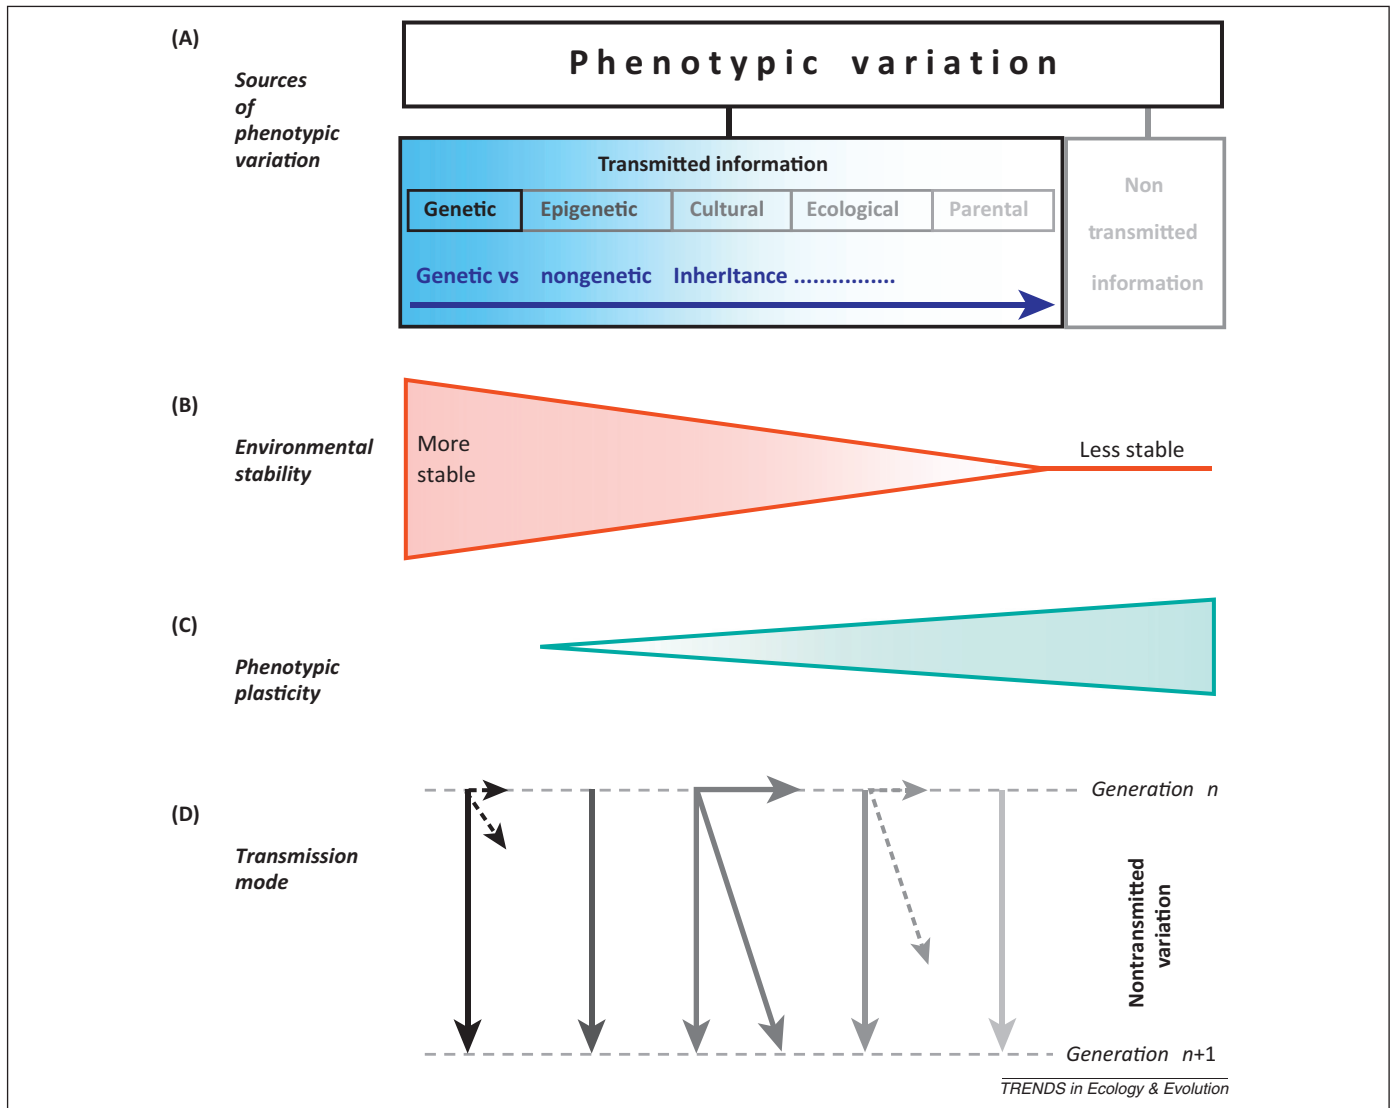 (A)
Sources
of
phenotypic
variation
Phenotypic variation
Transmitted information
Genetic Epigenetic Cultural Ecological Parental
Genetic vs nongenetic InherItance ................
Non
transmitted
information
(B)
Environmental
stability
More
stable
Less stable
(C)
Phenotypic
plasticity
(D)
Transmission
mode
Generation n
Nontransmitted
variation
Generation n+1
TRENDS in Ecology & Evolution